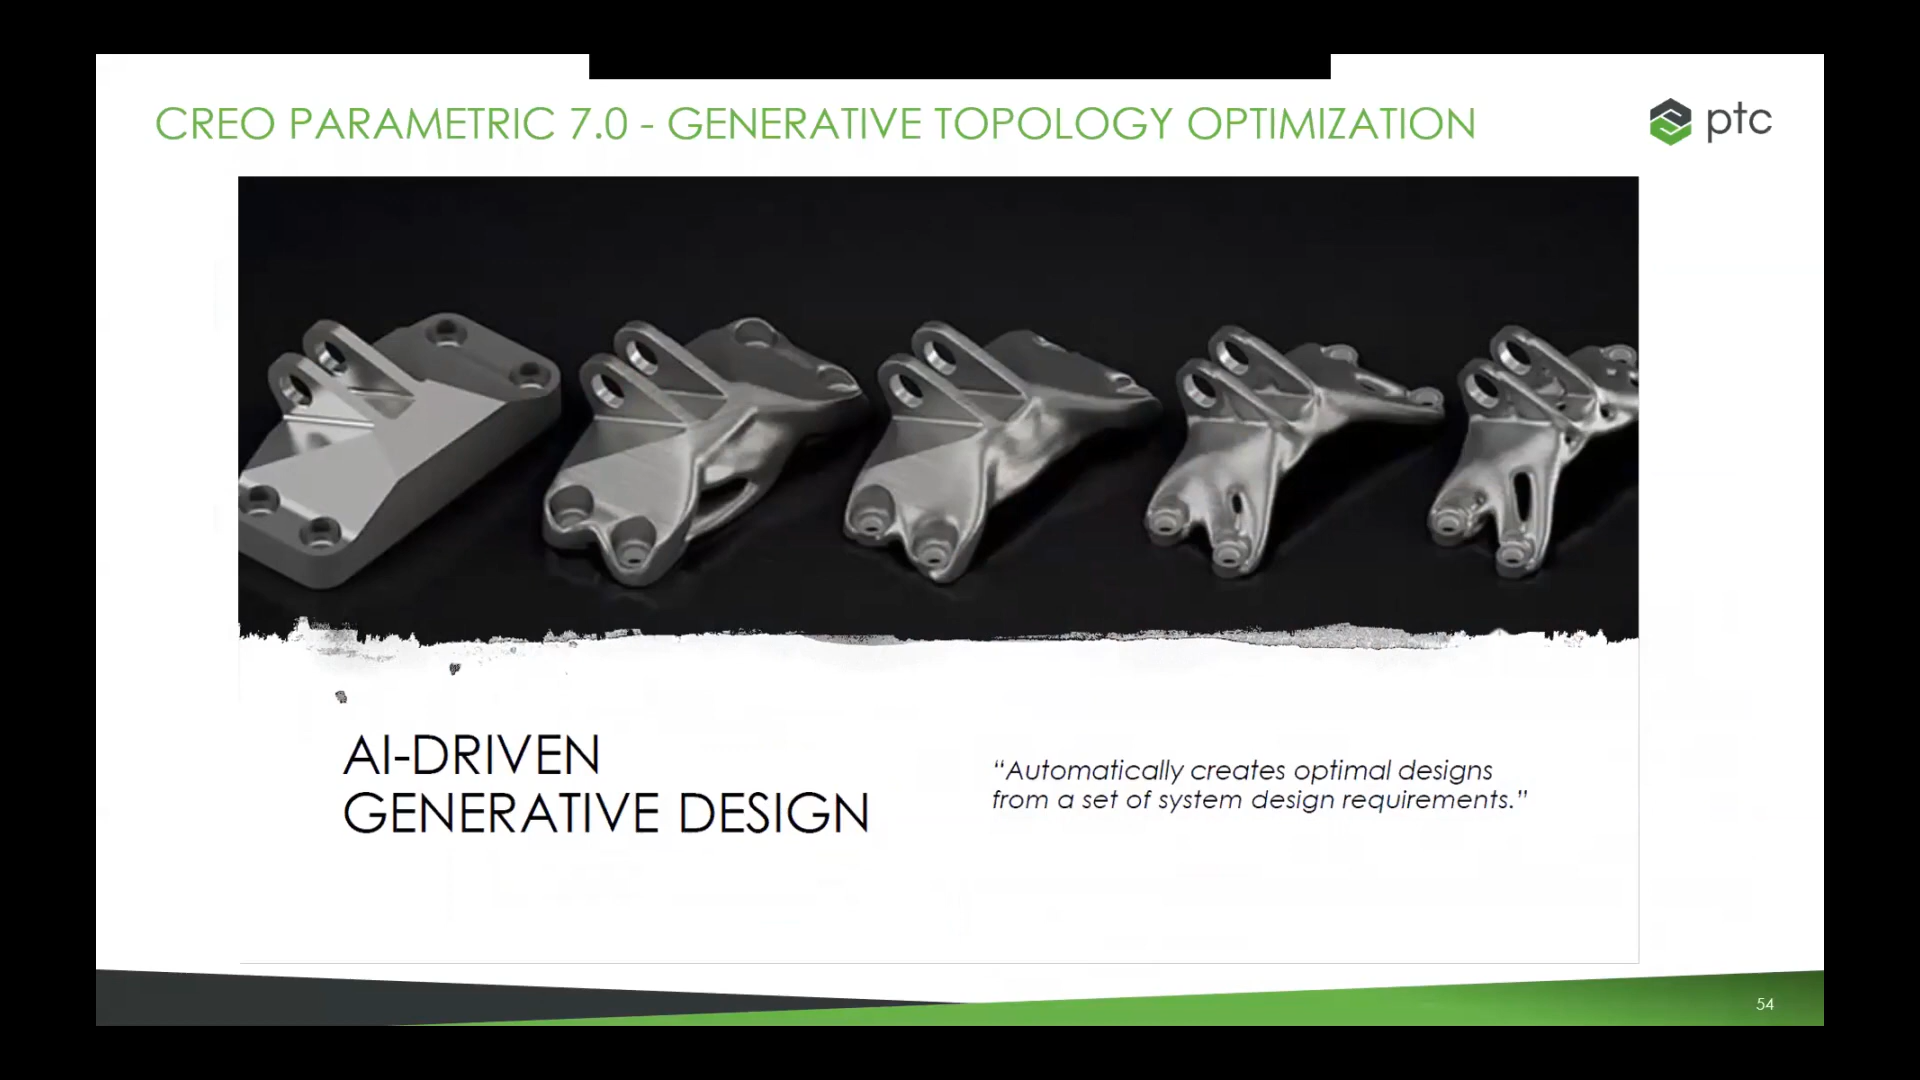 CREO PARAMETRIC 7.0 - GENERATIVE TOPOLOGY OPTIMIZATION
ptc
AI-DRIVEN
GENERATIVE DESIGN
“Automatically creates optimal designs
from a set of system design requirements.”
54